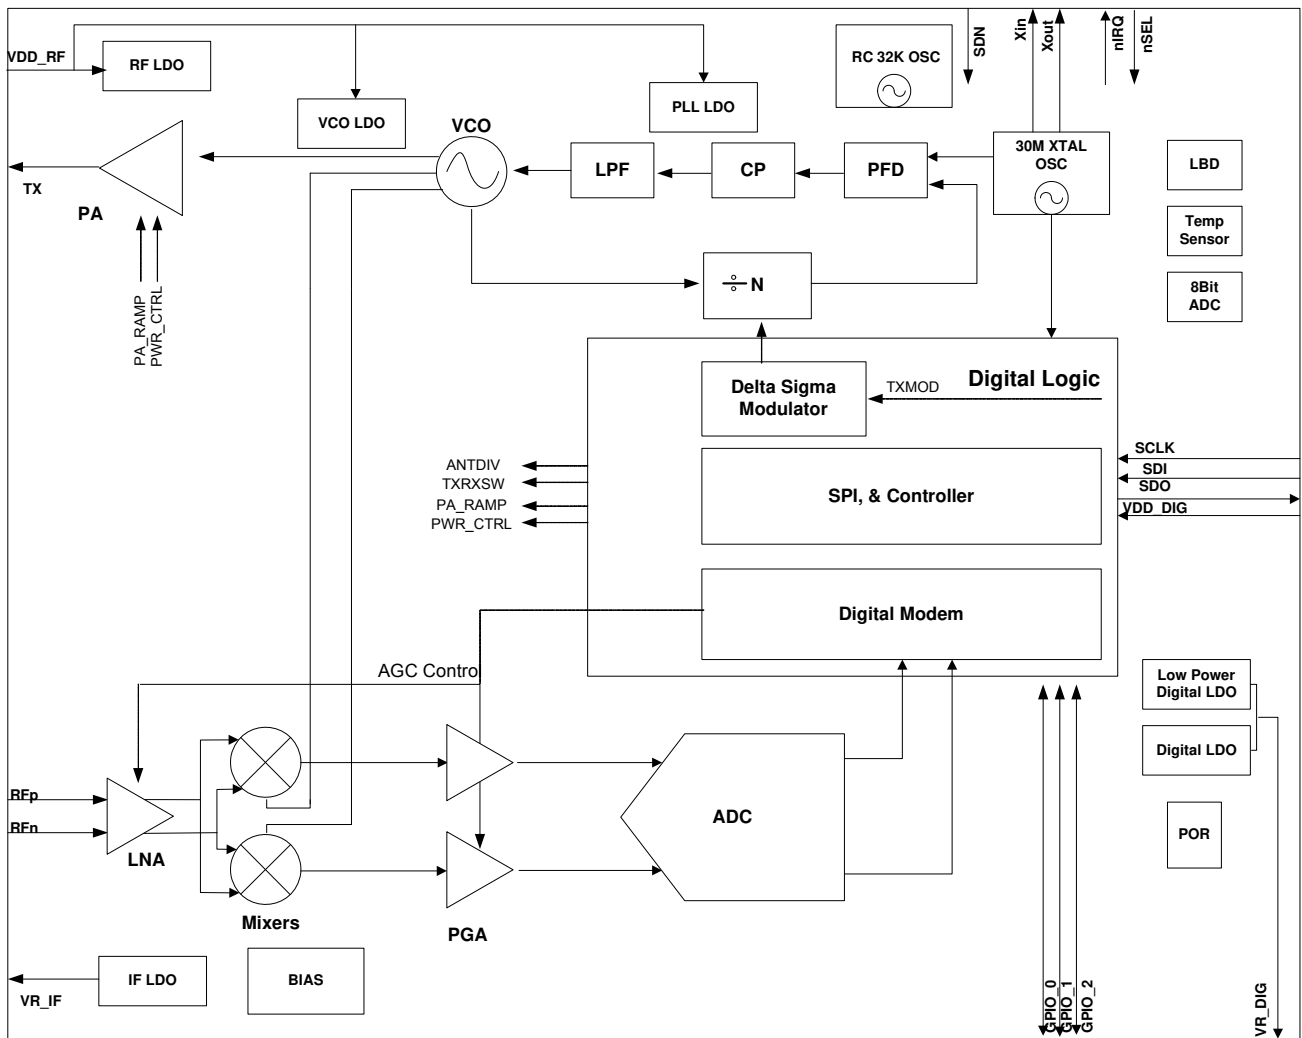 VDD_RF
RF LDO
VCO LDO
PLL LDO
RC 32K OSC
SDN
Xin
Xout
nIRQ
nSEL
VCO
LPF
CP
PFD
30M XTAL
OSC
LBD
TX
PA
Temp
Sensor
÷ N
8Bit
ADC
PA_RAMP
PWR_CTRL
Delta Sigma
Modulator
TXMOD
Digital Logic
ANTDIV
TXRXSW
PA_RAMP
PWR_CTRL
SPI, & Controller
SCLK
SDI
SDO
VDD_DIG
Digital Modem
AGC Control
Low Power
Digital LDO
Digital LDO
RFp
RFn
LNA
ADC
POR
Mixers
PGA
IF LDO
BIAS
VR_IF
GPIO_0
GPIO_1
GPIO_2
VR_DIG